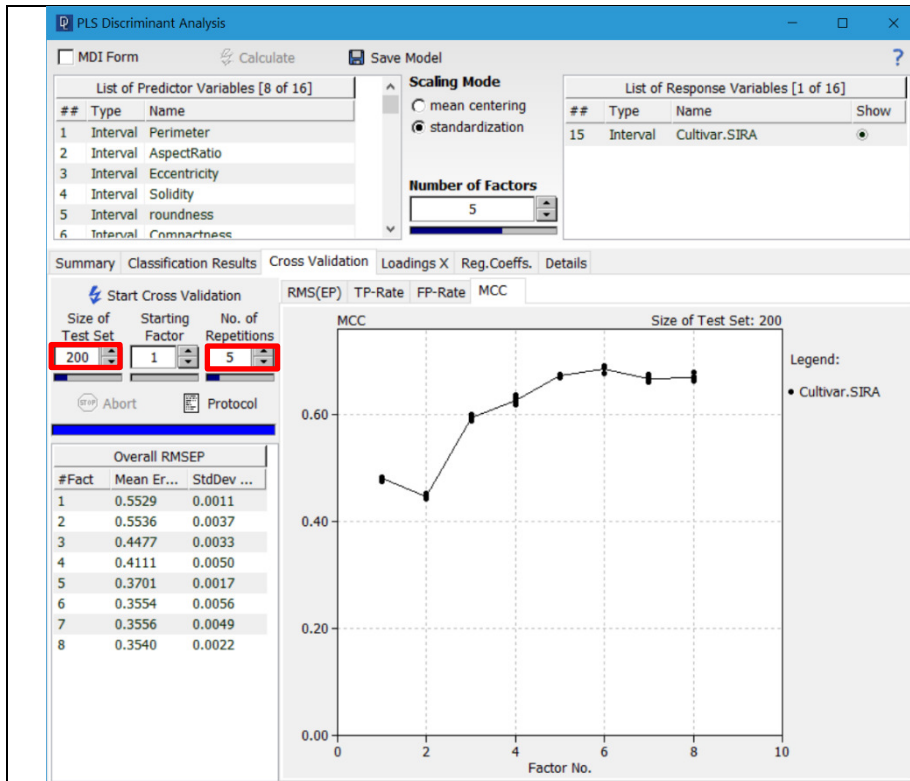 PLS Discriminant Analysis
MDI Form Calculate Save Model ?
List of Predictor Variables [8 of 16]
## Type Name
1 Interval Perimeter
2 Interval AspectRatio
3 Interval Eccentricity
4 Interval Solidity
5 Interval roundness
6 Interval Compactness
Scaling Mode
mean centering
standardization
Number of Factors
5
List of Response Variables [1 of 16]
## Type Name Show
15 Interval Cultivar.SIRA
Summary Classification Results Cross Validation Loadings X Reg.Coeffs. Details
Start Cross Validation
Size of Test Set Starting Factor No. of Repetitions
200 1 5
STOP Abort Protocol
Overall RMSEP
#Fact Mean Er... StdDev ...
1 0.5529 0.0011
2 0.5536 0.0037
3 0.4477 0.0033
4 0.4111 0.0050
5 0.3701 0.0017
6 0.3554 0.0056
7 0.3556 0.0049
8 0.3540 0.0022
RMS(EP) TP-Rate FP-Rate MCC
MCC Size of Test Set: 200
0.60
0.40
0.20
0.00
0 2 4 6 8 10
Factor No.
Legend:
Cultivar.SIRA